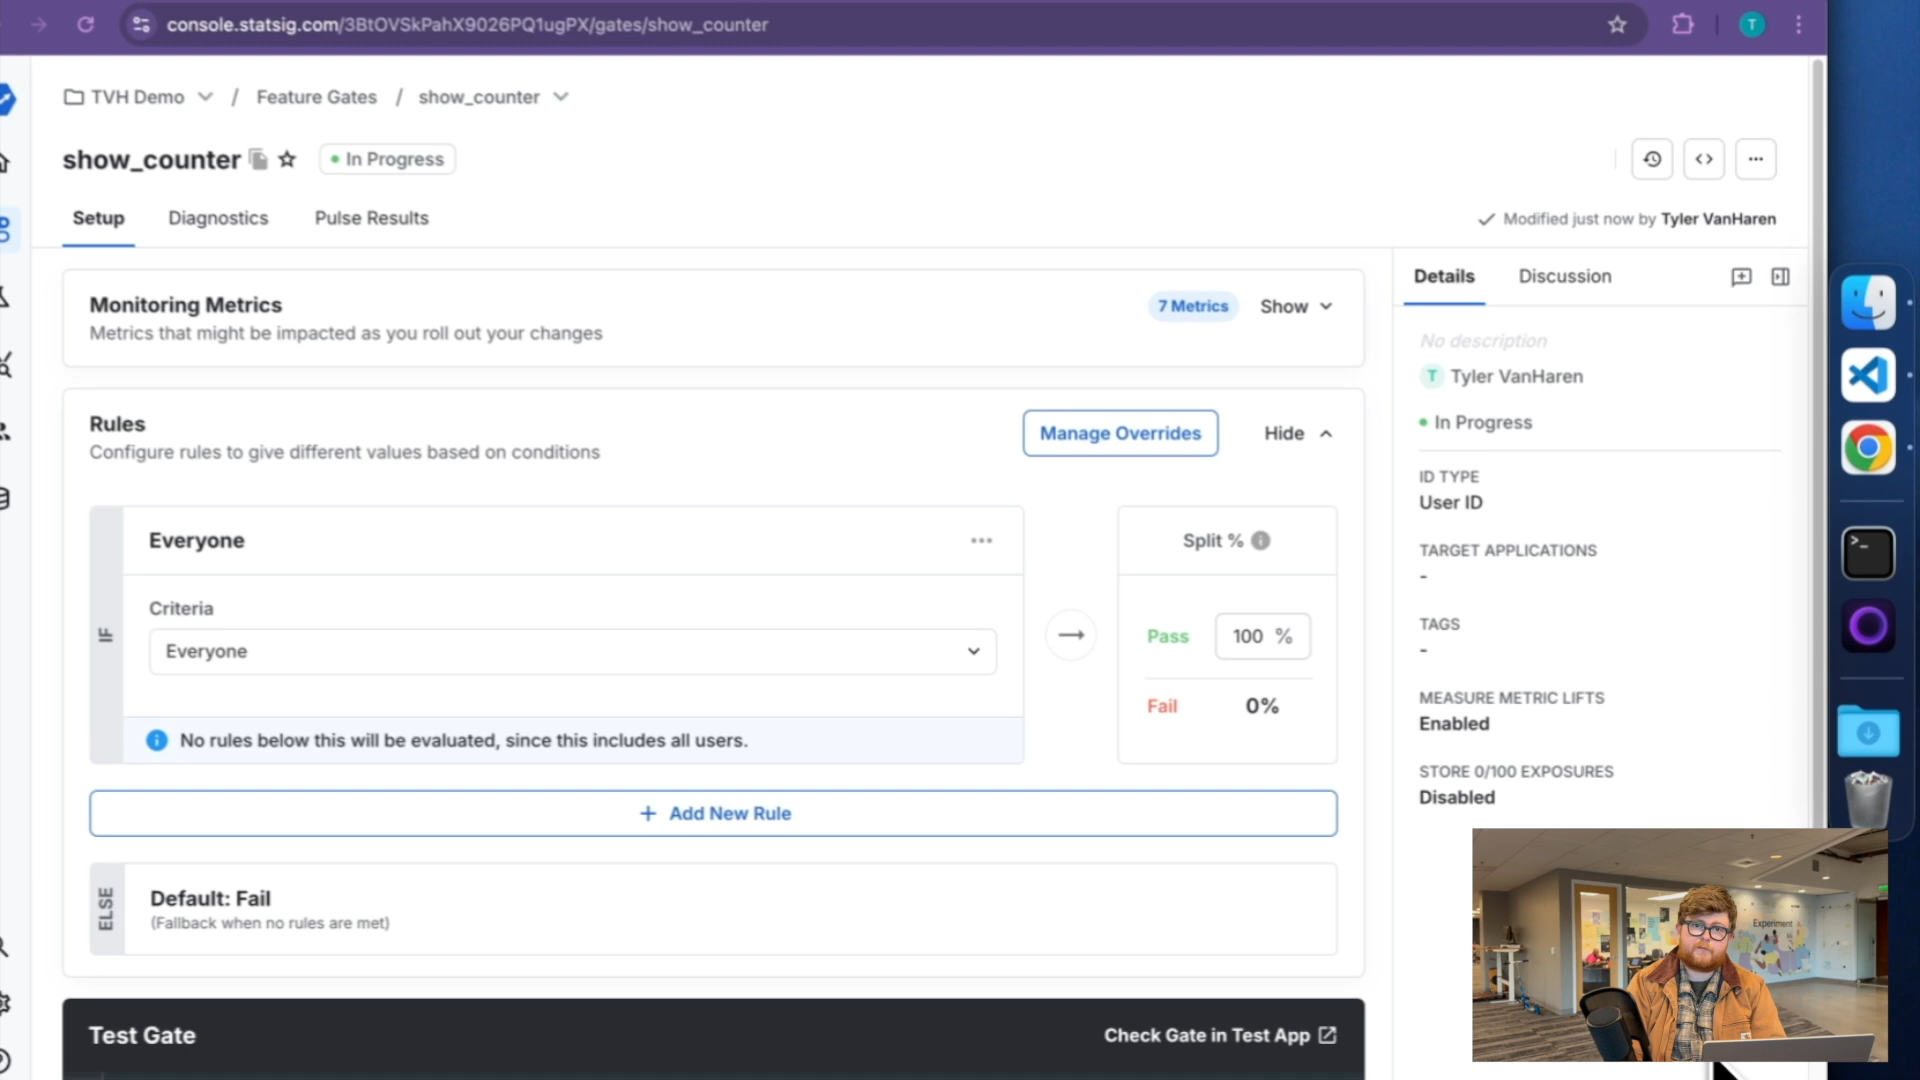 console.statsig.com/3BtOVSkPahX9026PQ1ugPX/gates/show_counter
T
TVH Demo / Feature Gates / show_counter
show_counter
In Progress
Setup
Diagnostics
Pulse Results
Modified just now by Tyler VanHaren
Monitoring Metrics
Metrics that might be impacted as you roll out your changes
7 Metrics
Show
Rules
Configure rules to give different values based on conditions
Manage Overrides
Hide
IF
Everyone
Criteria
Everyone
No rules below this will be evaluated, since this includes all users.
Split %
Pass
100 %
Fail
0%
+ Add New Rule
ELSE
Default: Fail
(Fallback when no rules are met)
Test Gate
Check Gate in Test App
Details
Discussion
No description
T
Tyler VanHaren
In Progress
ID TYPE
User ID
TARGET APPLICATIONS
-
TAGS
-
MEASURE METRIC LIFTS
Enabled
STORE 0/100 EXPOSURES
Disabled
Experiment